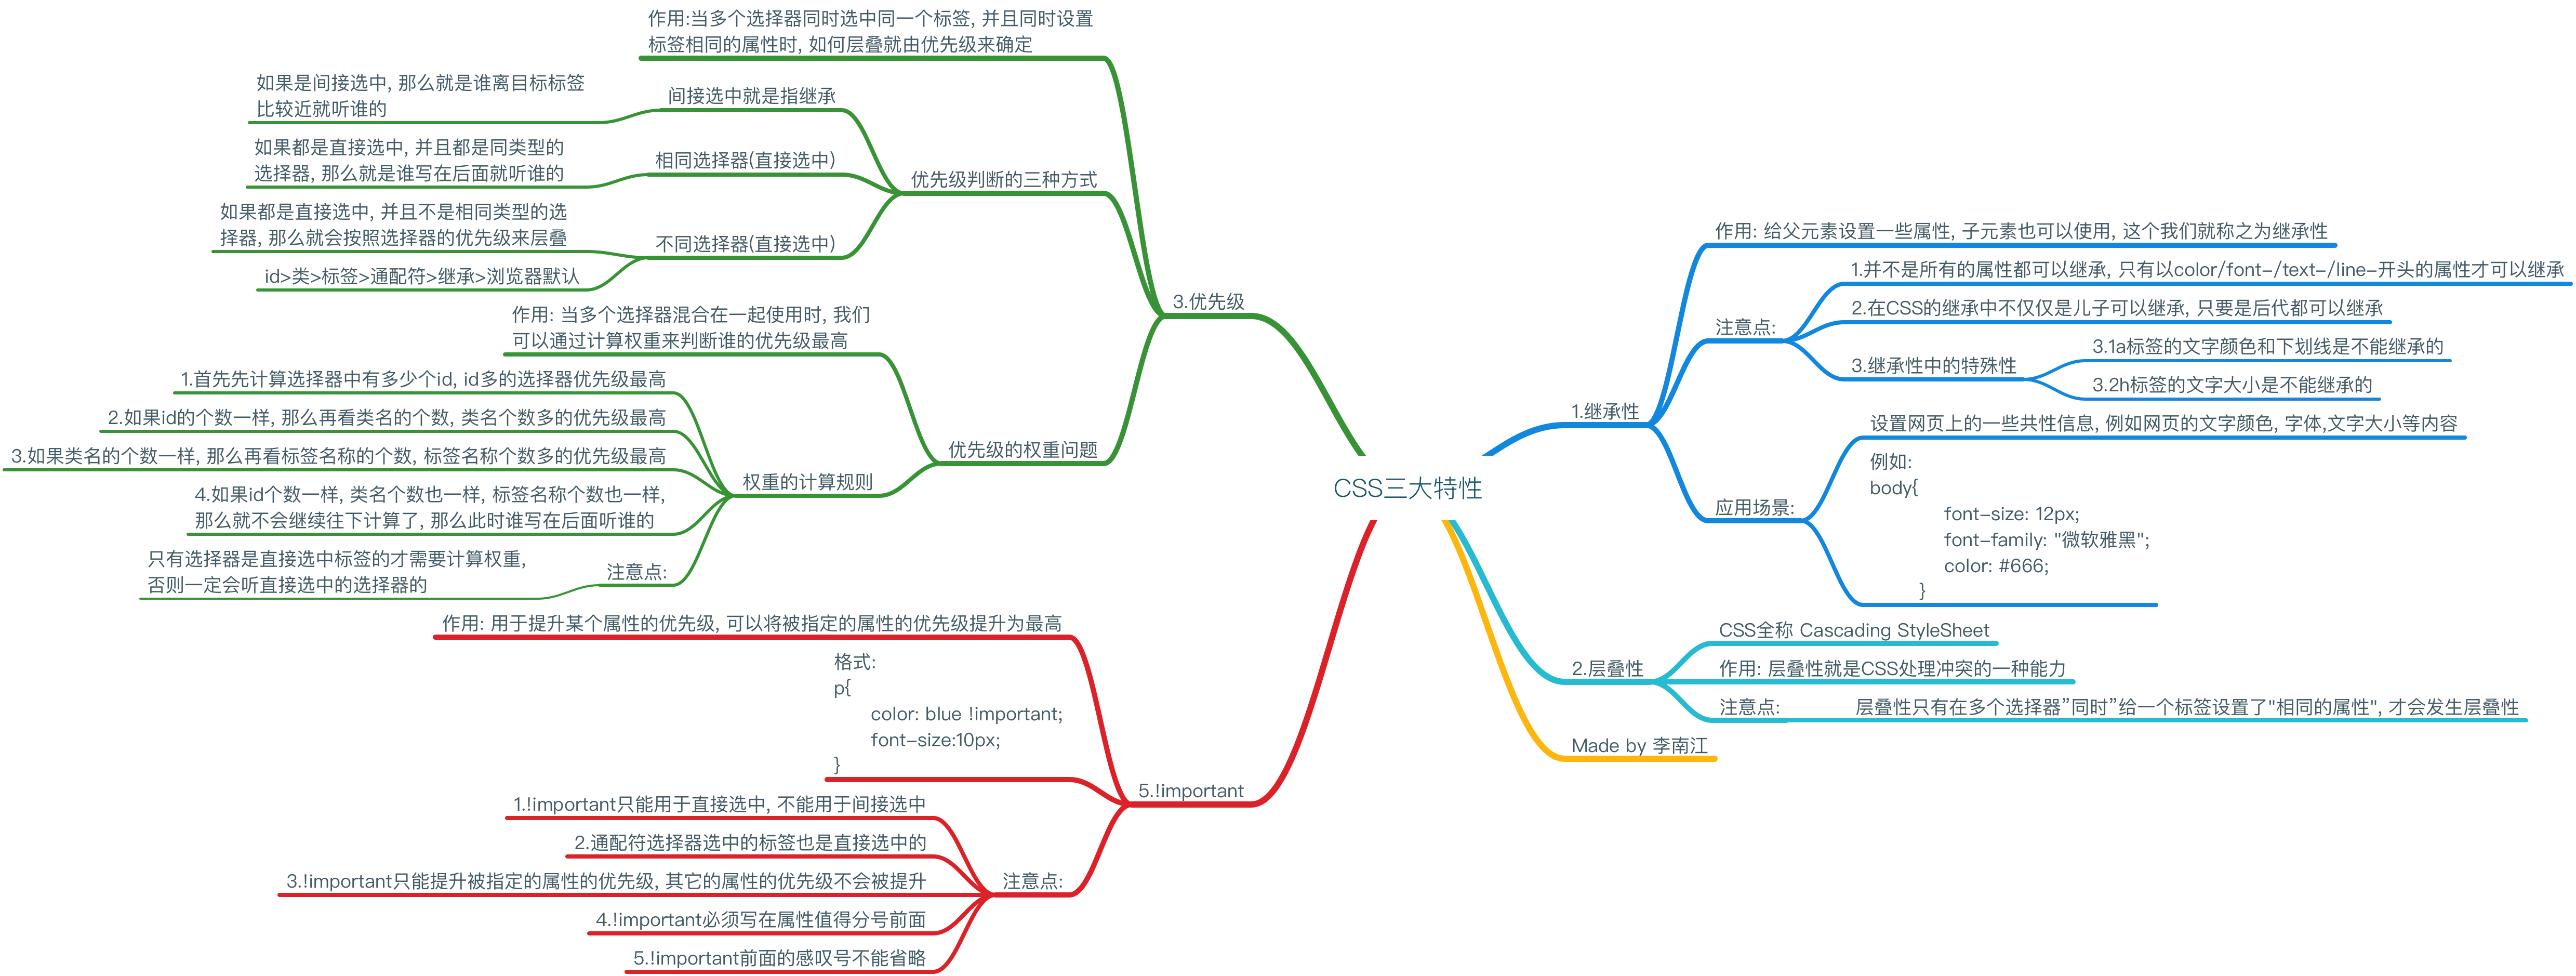 CSS三大特性
1.继承性
作用: 给父元素设置一些属性, 子元素也可以使用, 这个我们就称之为继承性
注意点:
1.并不是所有的属性都可以继承, 只有以color/font-/text-/line-开头的属性才可以继承
2.在CSS的继承中不仅仅是儿子可以继承, 只要是后代都可以继承
3.继承性中的特殊性
3.1a标签的文字颜色和下划线是不能继承的
3.2h标签的文字大小是不能继承的
应用场景:
设置网页上的一些共性信息, 例如网页的文字颜色, 字体,文字大小等内容
例如:
body{
font-size: 12px;
font-family: "微软雅黑";
color: #666;
}
2.层叠性
CSS全称 Cascading StyleSheet
作用: 层叠性就是CSS处理冲突的一种能力
注意点:
层叠性只有在多个选择器”同时”给一个标签设置了"相同的属性", 才会发生层叠性
Made by 李南江
3.优先级
作用:当多个选择器同时选中同一个标签, 并且同时设置
标签相同的属性时, 如何层叠就由优先级来确定
优先级判断的三种方式
间接选中就是指继承
如果是间接选中, 那么就是谁离目标标签
比较近就听谁的
相同选择器(直接选中)
如果都是直接选中, 并且都是同类型的
选择器, 那么就是谁写在后面就听谁的
不同选择器(直接选中)
如果都是直接选中, 并且不是相同类型的选
择器, 那么就会按照选择器的优先级来层叠
id>类>标签>通配符>继承>浏览器默认
优先级的权重问题
作用: 当多个选择器混合在一起使用时, 我们
可以通过计算权重来判断谁的优先级最高
权重的计算规则
1.首先先计算选择器中有多少个id, id多的选择器优先级最高
2.如果id的个数一样, 那么再看类名的个数, 类名个数多的优先级最高
3.如果类名的个数一样, 那么再看标签名称的个数, 标签名称个数多的优先级最高
4.如果id个数一样, 类名个数也一样, 标签名称个数也一样,
那么就不会继续往下计算了, 那么此时谁写在后面听谁的
注意点:
只有选择器是直接选中标签的才需要计算权重,
否则一定会听直接选中的选择器的
5.!important
作用: 用于提升某个属性的优先级, 可以将被指定的属性的优先级提升为最高
格式:
p{
color: blue !important;
font-size:10px;
}
注意点:
1.!important只能用于直接选中, 不能用于间接选中
2.通配符选择器选中的标签也是直接选中的
3.!important只能提升被指定的属性的优先级, 其它的属性的优先级不会被提升
4.!important必须写在属性值得分号前面
5.!important前面的感叹号不能省略